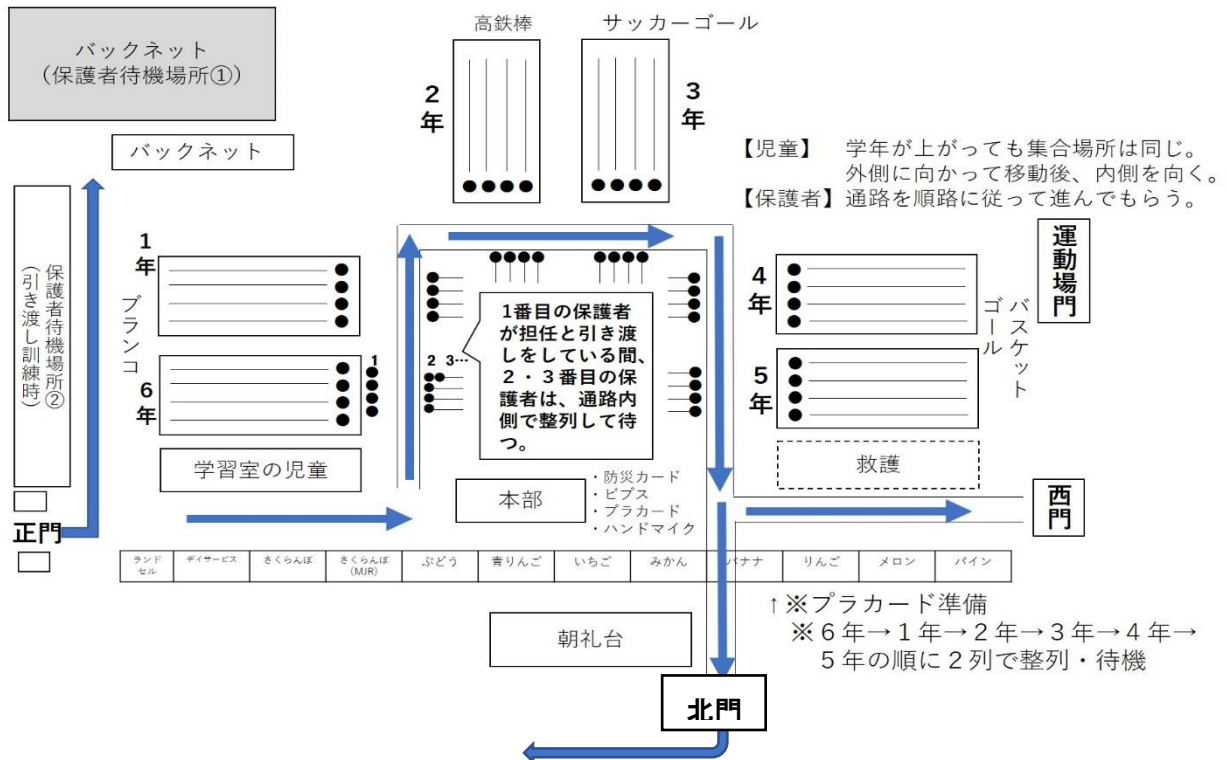 高鉄棒
サッカーゴール
バックネット
(保護者待機場所①)
バックネット
2年
3年
【児童】 学年が上がっても集合場所は同じ。
外側に向かって移動後、内側を向く。
【保護者】通路を順路に従って進んでもらう。
運動場門
保護者待機場所②
(引き渡し訓練時)
1年
ブランコ
6年
1
2 3…
1番目の保護者
が担任と引き渡
しをしている間、
2・3番目の保
護者は、通路内
側で整列して待
つ。
4年
5年
バスケット
ゴール
学習室の児童
本部
・防災カード
・ビブス
・プラカード
・ハンドマイク
救護
西門
正門
ランド
セル
デイサービス
さくらんぼ
さくらんぼ
(MJR)
ぶどう
青りんご
いちご
みかん
バナナ
りんご
メロン
パイン
↑※プラカード準備
※6年→1年→2年→3年→4年→
5年の順に2列で整列・待機
朝礼台
北門